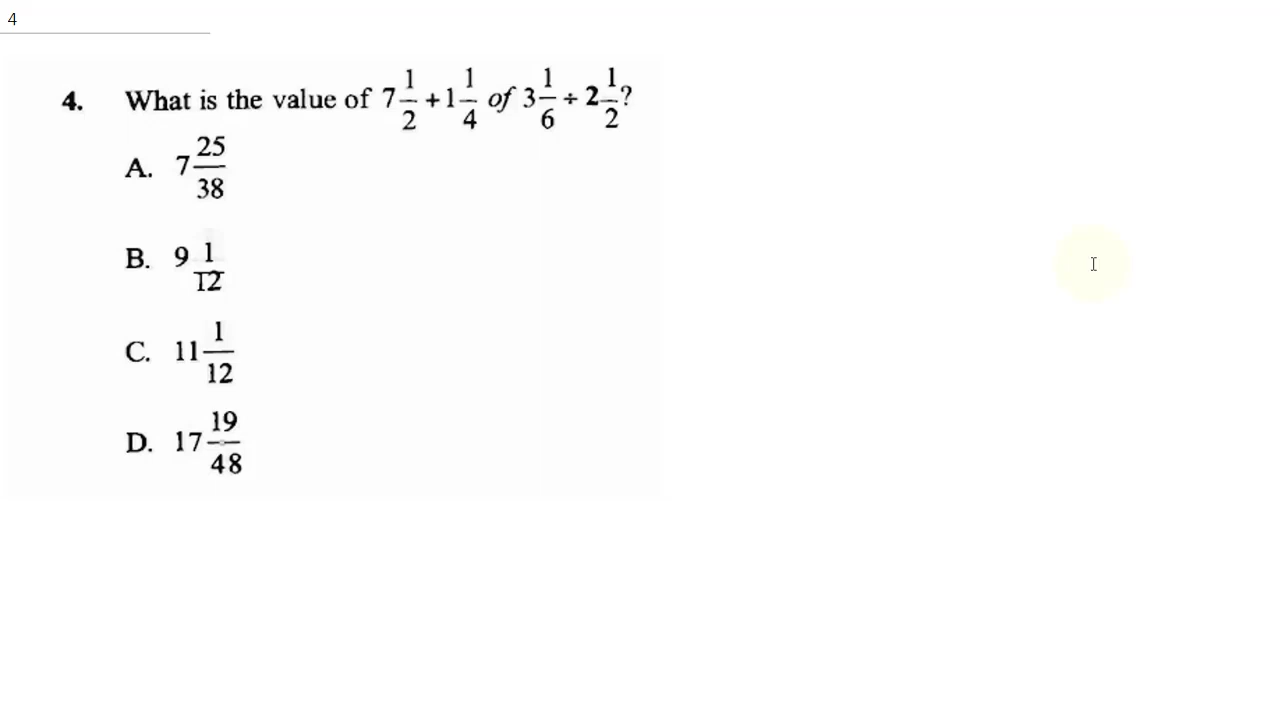 4
4. What is the value of 7 1/2 + 1 1/4 of 3 1/6 ÷ 2 1/2?
A. 7 25/38
B. 9 1/12
C. 11 1/12
D. 17 19/48